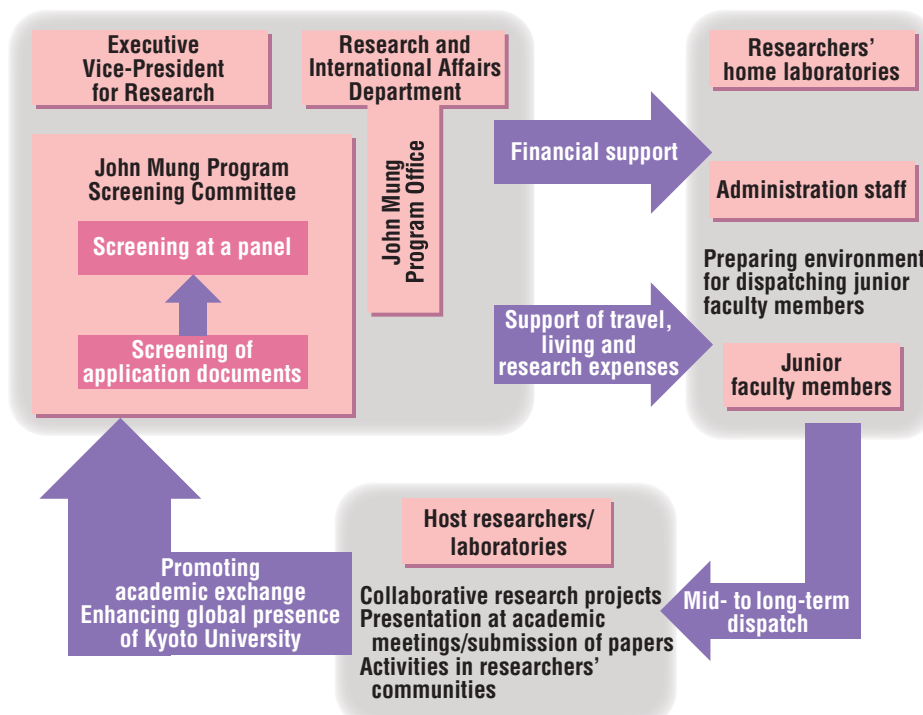 Executive
Vice-President
for Research
Research and
International Affairs
Department
John Mung
Program Office
John Mung Program
Screening Committee
Screening at a panel
Screening of
application documents
Financial support
Support of travel,
living and
research expenses
Researchers'
home laboratories
Administration staff
Preparing environment
for dispatching junior
faculty members
Junior
faculty members
Mid- to long-term
dispatch
Host researchers/
laboratories
Collaborative research projects
Presentation at academic
meetings/submission of papers
Activities in researchers'
communities
Promoting
academic exchange
Enhancing global presence
of Kyoto University